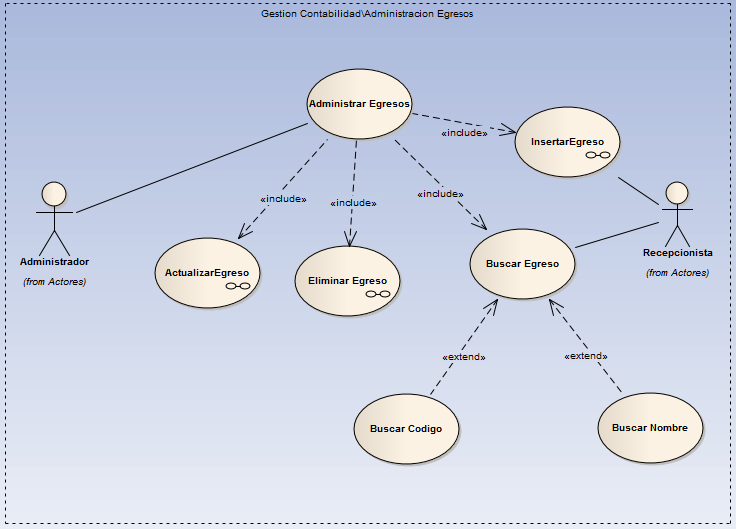 Gestion Contabilidad\Administracion Egresos
Administrar Egresos
«include»
InsertarEgreso
«include»
«include»
«include»
Administrador
(from Actores)
Recepcionista
(from Actores)
ActualizarEgreso
Eliminar Egreso
Buscar Egreso
«extend»
«extend»
Buscar Codigo
Buscar Nombre